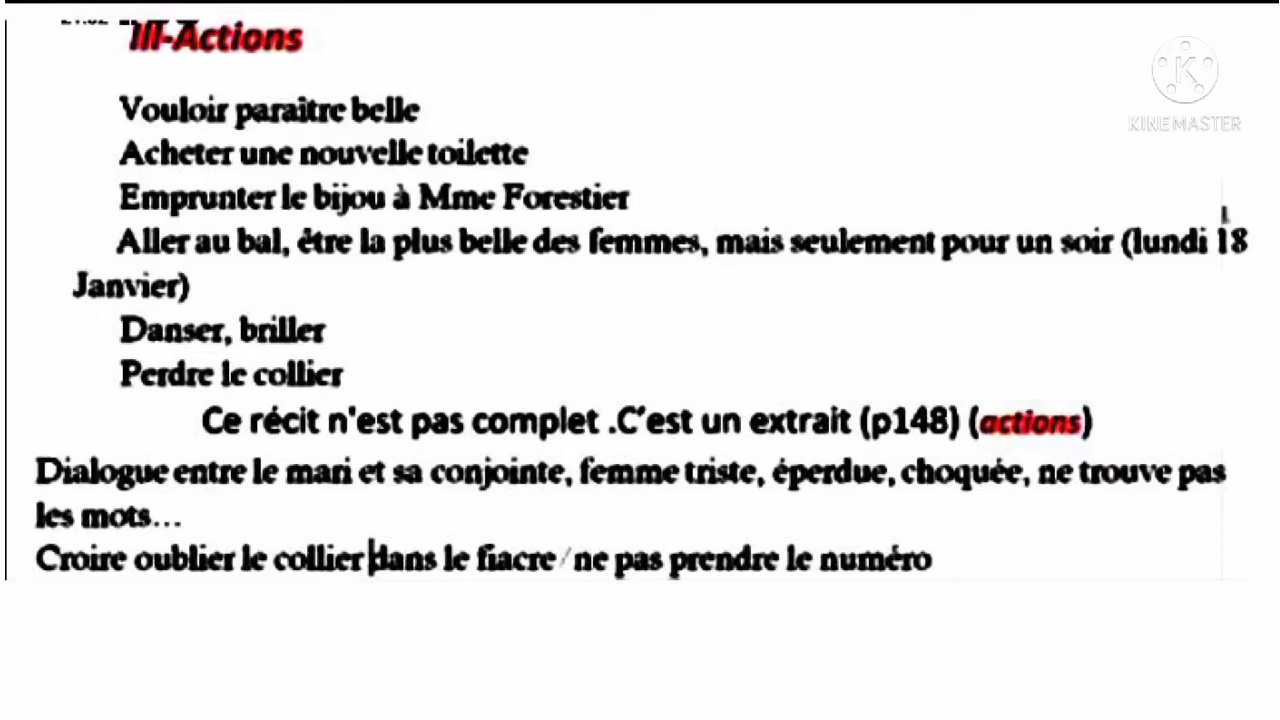 III-Actions
KINEMASTER
Vouloir paraître belle
Acheter une nouvelle toilette
Emprunter le bijou à Mme Forestier
Aller au bal, être la plus belle des femmes, mais seulement pour un soir (lundi 18
Janvier)
Danser, briller
Perdre le collier
Ce récit n'est pas complet .C'est un extrait (p148) (actions)
Dialogue entre le mari et sa conjointe, femme triste, éperdue, choquée, ne trouve pas
les mots...
Croire oublier le collier dans le fiacre/ ne pas prendre le numéro